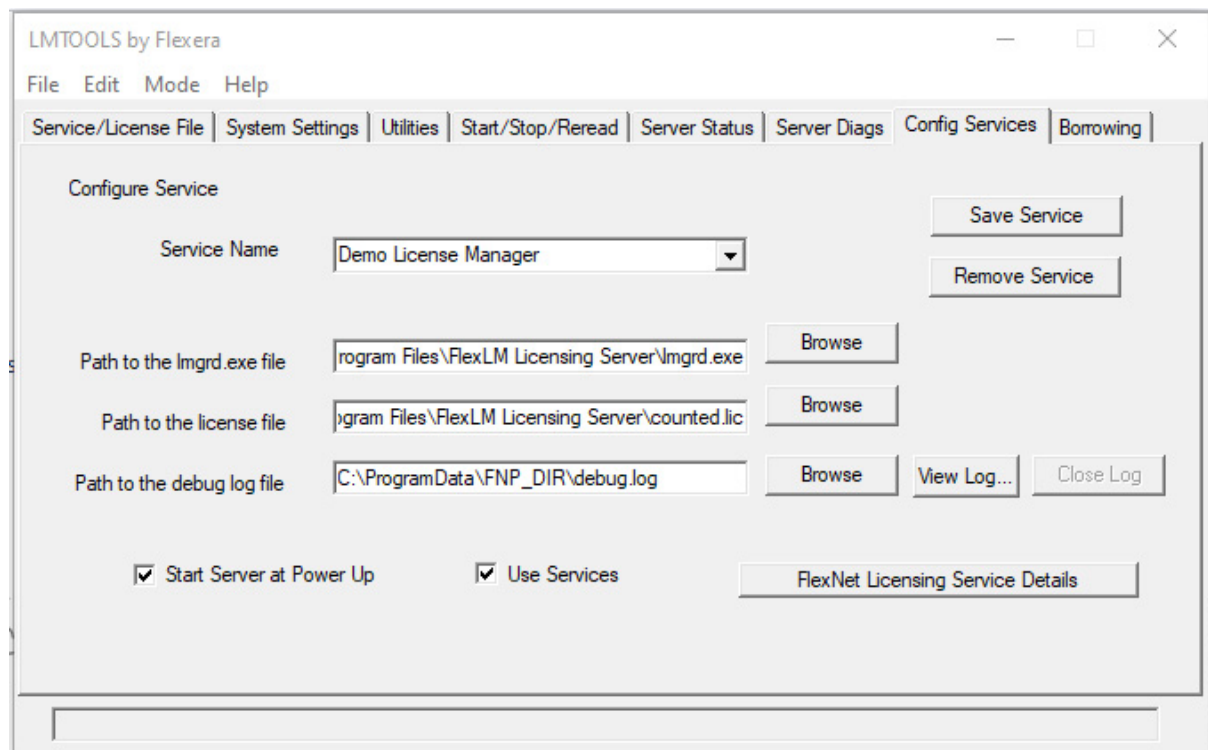 LMTOOLS by Flexera
File Edit Mode Help
Service/License File System Settings Utilities Start/Stop/Reread Server Status Server Diags Config Services Borrowing
Configure Service
Save Service
Service Name Demo License Manager
Remove Service
Path to the lmgrd.exe file rogram Files\FlexLM Licensing Server\lmgrd.exe Browse
Path to the license file ogram Files\FlexLM Licensing Server\counted.lic Browse
Path to the debug log file C:\ProgramData\FNP_DIR\debug.log Browse View Log... Close Log
Start Server at Power Up Use Services FlexNet Licensing Service Details